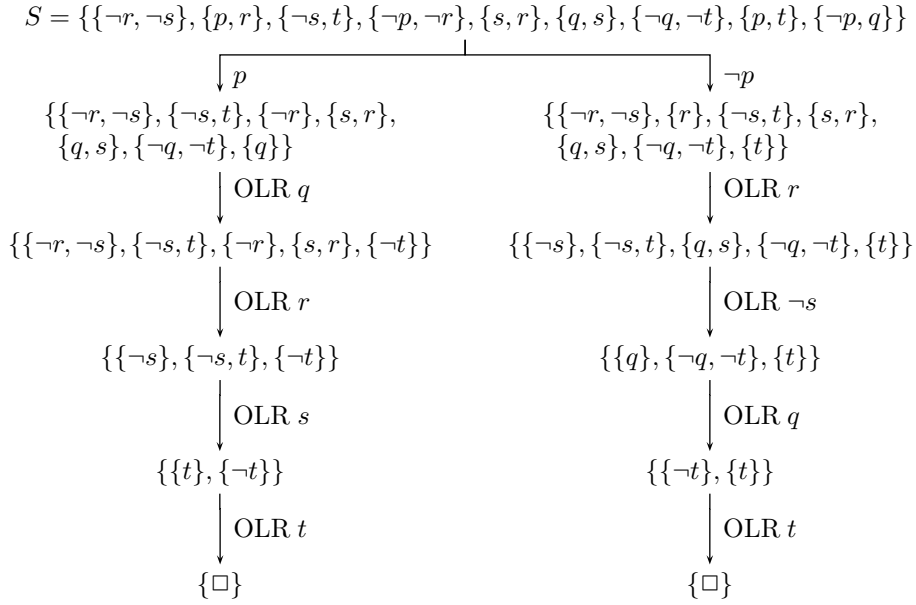 S = {{¬r, ¬s}, {p, r}, {¬s, t}, {¬p, ¬r}, {s, r}, {q, s}, {¬q, ¬t}, {p, t}, {¬p, q}}
p
¬p
{{¬r, ¬s}, {¬s, t}, {¬r}, {s, r},
{q, s}, {¬q, ¬t}, {q}}
{{¬r, ¬s}, {r}, {¬s, t}, {s, r},
{q, s}, {¬q, ¬t}, {t}}
OLR q
OLR r
{{¬r, ¬s}, {¬s, t}, {¬r}, {s, r}, {¬t}}
{{¬s}, {¬s, t}, {q, s}, {¬q, ¬t}, {t}}
OLR r
OLR ¬s
{{¬s}, {¬s, t}, {¬t}}
{{q}, {¬q, ¬t}, {t}}
OLR s
OLR q
{{t}, {¬t}}
{{¬t}, {t}}
OLR t
OLR t
{□}
{□}